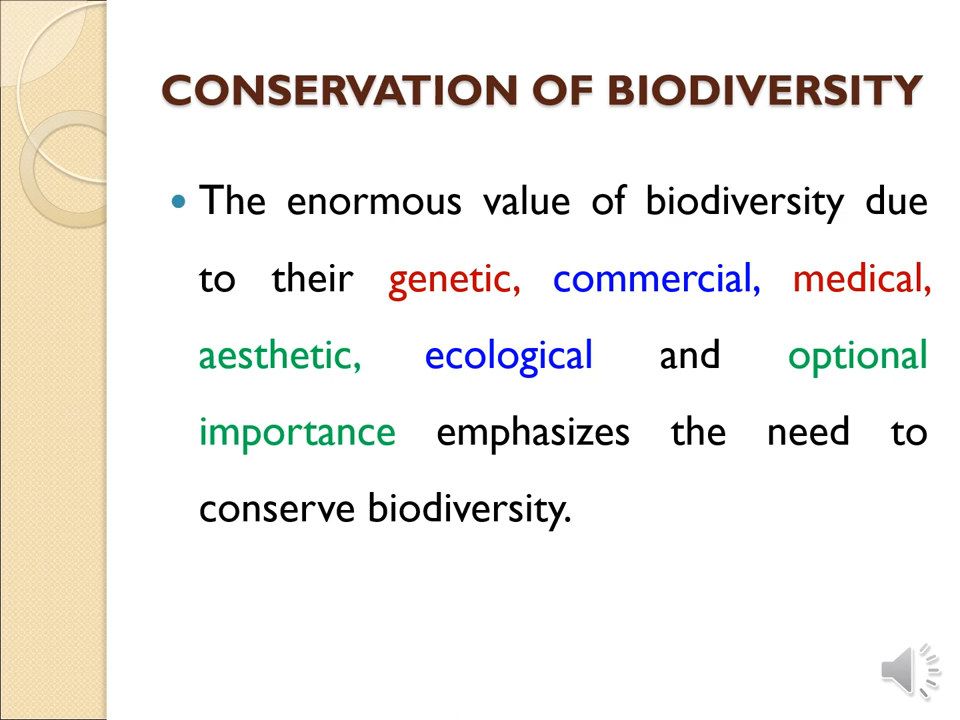 CONSERVATION OF BIODIVERSITY
The enormous value of biodiversity due
to their genetic, commercial, medical,
aesthetic, ecological and optional
importance emphasizes the need to
conserve biodiversity.